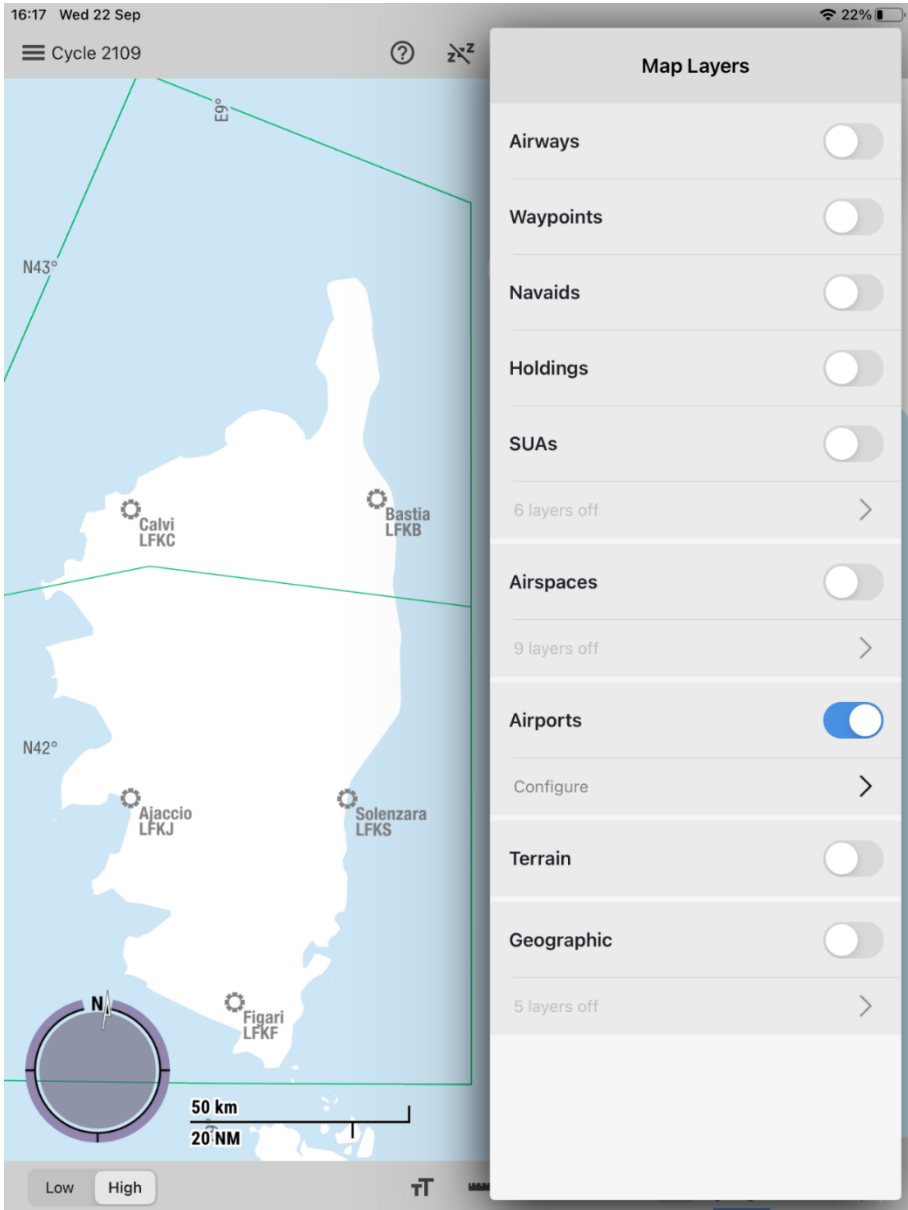 16:17 Wed 22 Sep
22%
Cycle 2109
Map Layers
E9°
N43°
Calvi
LFKC
Bastia
LFKB
N42°
Ajaccio
LFKJ
Solenzara
LFKS
Figari
LFKF
N
50 km
20 NM
Low
High
Airways
Waypoints
Navaids
Holdings
SUAs
6 layers off
Airspaces
9 layers off
Airports
Configure
Terrain
Geographic
5 layers off